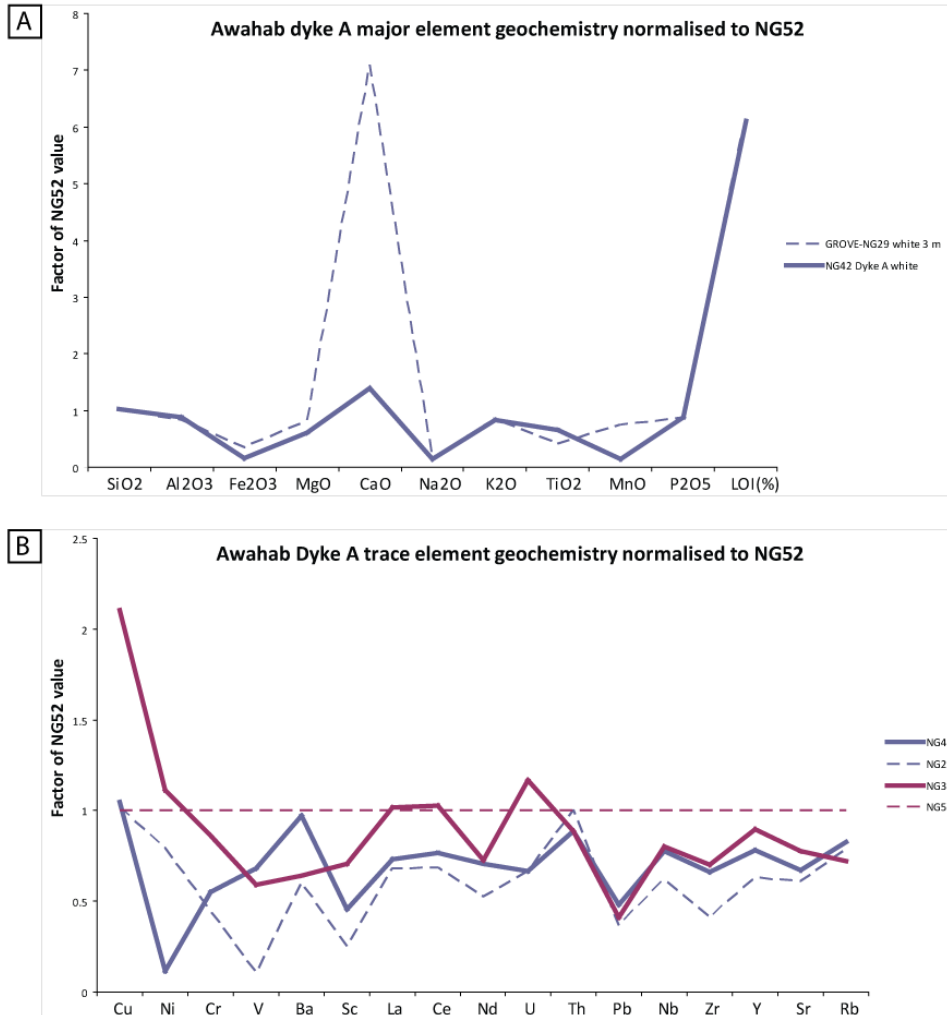 A
Awahab dyke A major element geochemistry normalised to NG52
Factor of NG52 value
8
7
6
5
4
3
2
1
0
SiO2 Al2O3 Fe2O3 MgO CaO Na2O K2O TiO2 MnO P2O5 LOI(%)
GROVE-NG29 white 3 m
NG42 Dyke A white
B
Awahab Dyke A trace element geochemistry normalised to NG52
Factor of NG52 value
2.5
2
1.5
1
0.5
0
Cu Ni Cr V Ba Sc La Ce Nd U Th Pb Nb Zr Y Sr Rb
NG4
NG2
NG3
NG5